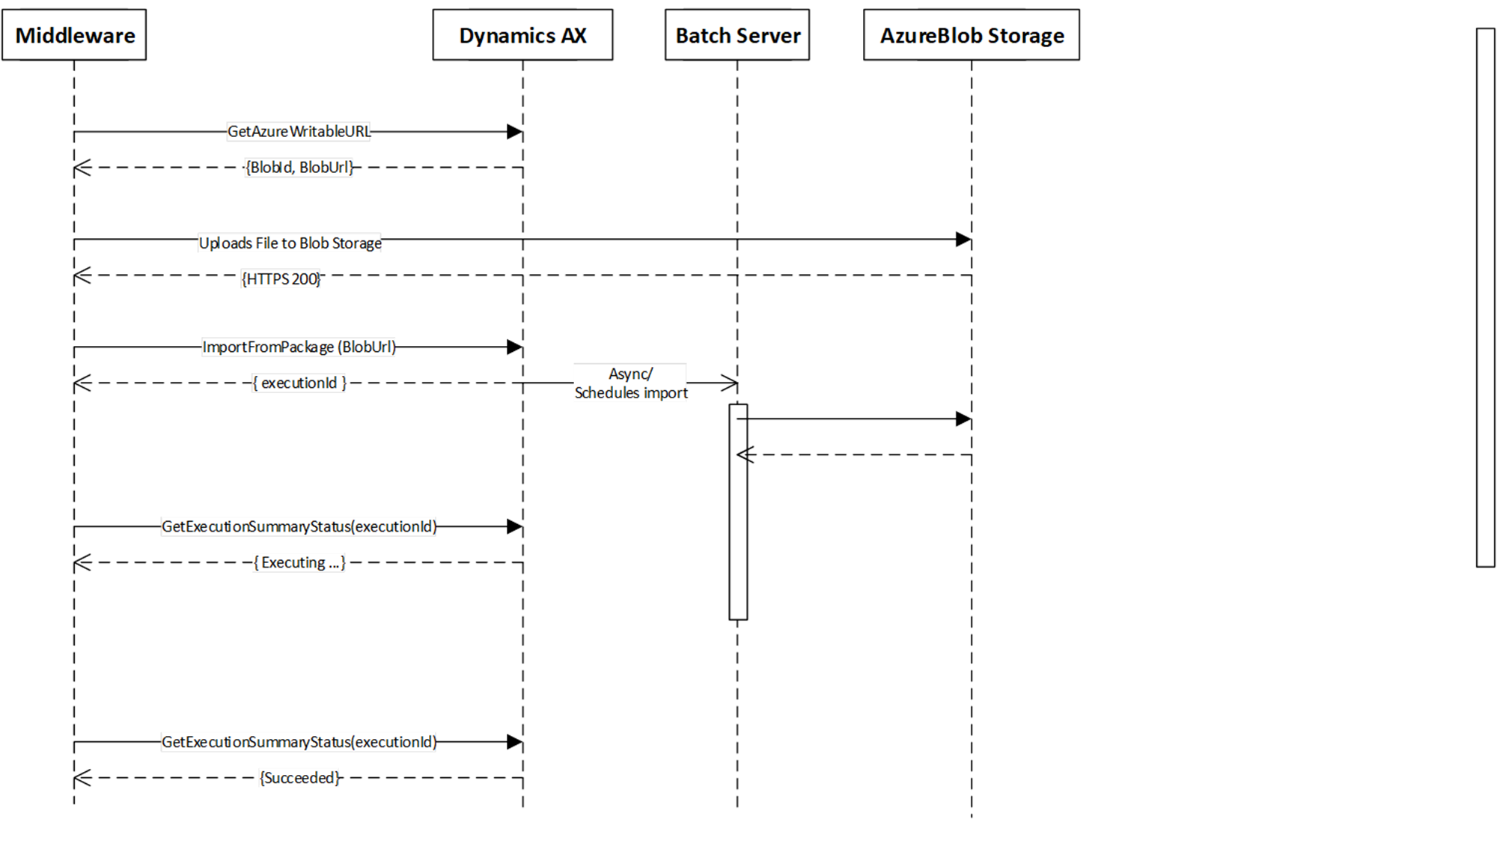 Middleware
Dynamics AX
Batch Server
AzureBlob Storage
GetAzureWritableURL
{BlobId, BlobUrl}
Uploads File to Blob Storage
{HTTPS 200}
ImportFromPackage (BlobUrl)
{ executionId }
Async/
Schedules import
GetExecutionSummaryStatus(executionId)
{ Executing ...}
GetExecutionSummaryStatus(executionId)
{Succeeded}